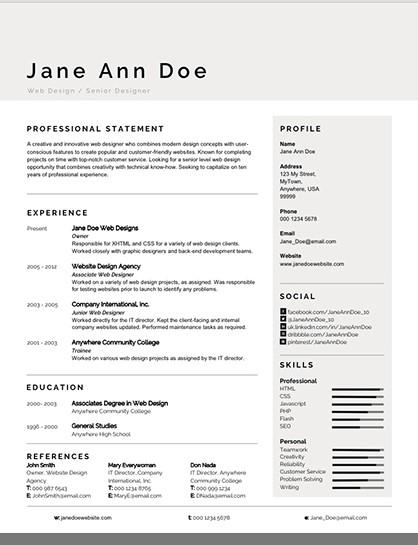 Jane Ann Doe
Web Design / Senior Designer
PROFESSIONAL STATEMENT
A creative and innovative web designer who combines modern design concepts with user-
conscious features to create popular and customer-friendly websites. Known for completing
projects on time with top-notch customer service. Looking for a senior level web design
opportunity that combines creativity with technical know-how. Seeking to capitalize on ten
years of professional experience.
EXPERIENCE
Present
Jane Doe Web Designs
Owner
Responsible for XHTML and CSS for a variety of web design clients.
Worked closely with graphic designers and back-end development teams.
2005 - 2012
Website Design Agency
Associate Web Designer
Worked on a variety of web design projects, as assigned. Was responsible
for testing websites prior to launch to identify any problems.
2003 - 2005
Company International, Inc.
Junior Web Designer
Worked directly for the IT director. Kept the client-facing and internal
company websites updated. Performed maintenance tasks as required.
2001 - 2003
Anywhere Community College
Trainee
Worked on various web design projects as assigned by the IT director.
EDUCATION
2000- 2003
Associates Degree in Web Design
Anywhere Community College
1996 - 2000
General Studies
Anywhere High School
REFERENCES
John Smith
Owner, Website Design
Agency
T: 000 987 6543
E: JohnSmith@email.com
Mary Everywoman
IT Director, Company
International, Inc.
T: 000 1234 8765
E: MaryE@email.com
Don Nada
IT Director, Anywhere
Community College
T: 000 999 1234
E: DNada@email.com
PROFILE
Name
Jane Ann Doe
Address
123 My Street,
MyTown,
Anywhere, USA
99999
Phone
000 1234 5678
Email
Jane_Doe@email.com
Website
www.janedoewebsite.com
SOCIAL
facebook.com/JaneAnnDoe_10
@JaneAnnDoe_10
uk.linkedin.com/in/JaneAnnDoe
dribbble.com/JaneAnnDoe
pinterest/JaneAnnDoe
SKILLS
Professional
HTML
CSS
Javascript
PHP
Flash
SEO
Personal
Teamwork
Creativity
Reliability
Customer Service
Problem Solving
Writing
w: janedoewebsite.com
t: 000 1234 5678
e: Jane_Doe@email.com